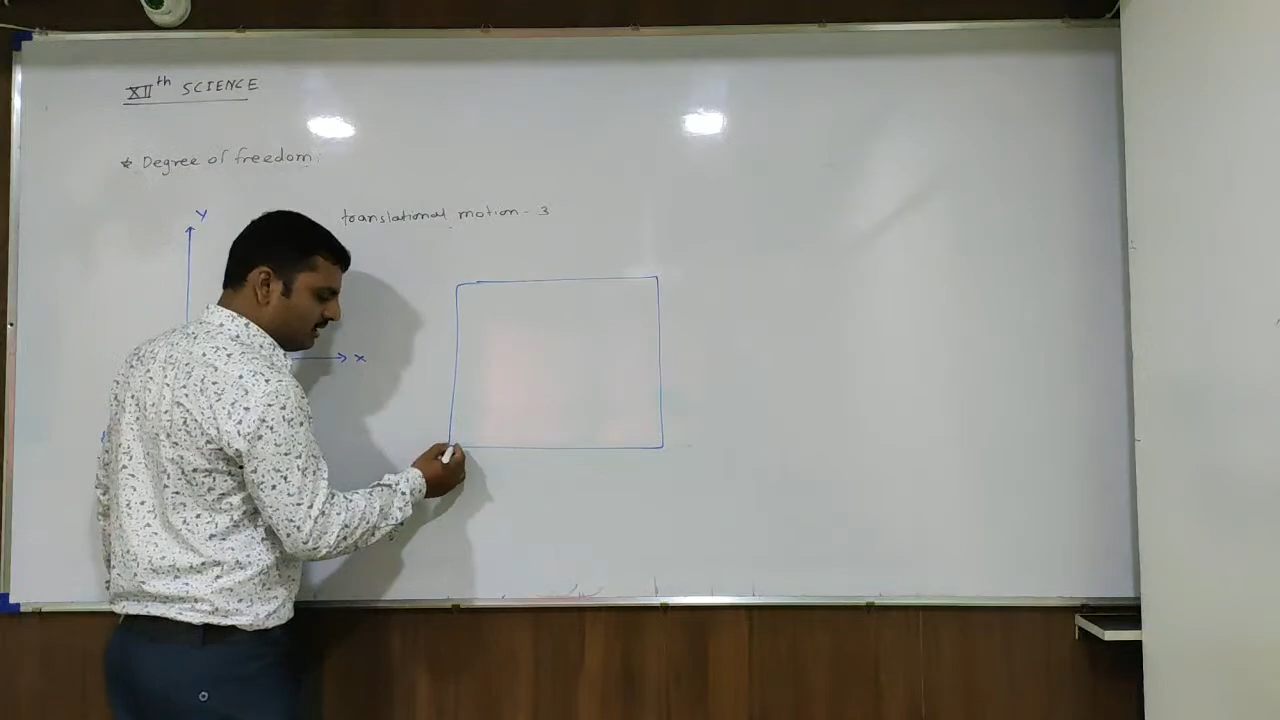 XIIth SCIENCE
* Degree of freedom.
Y
translational motion - 3
x